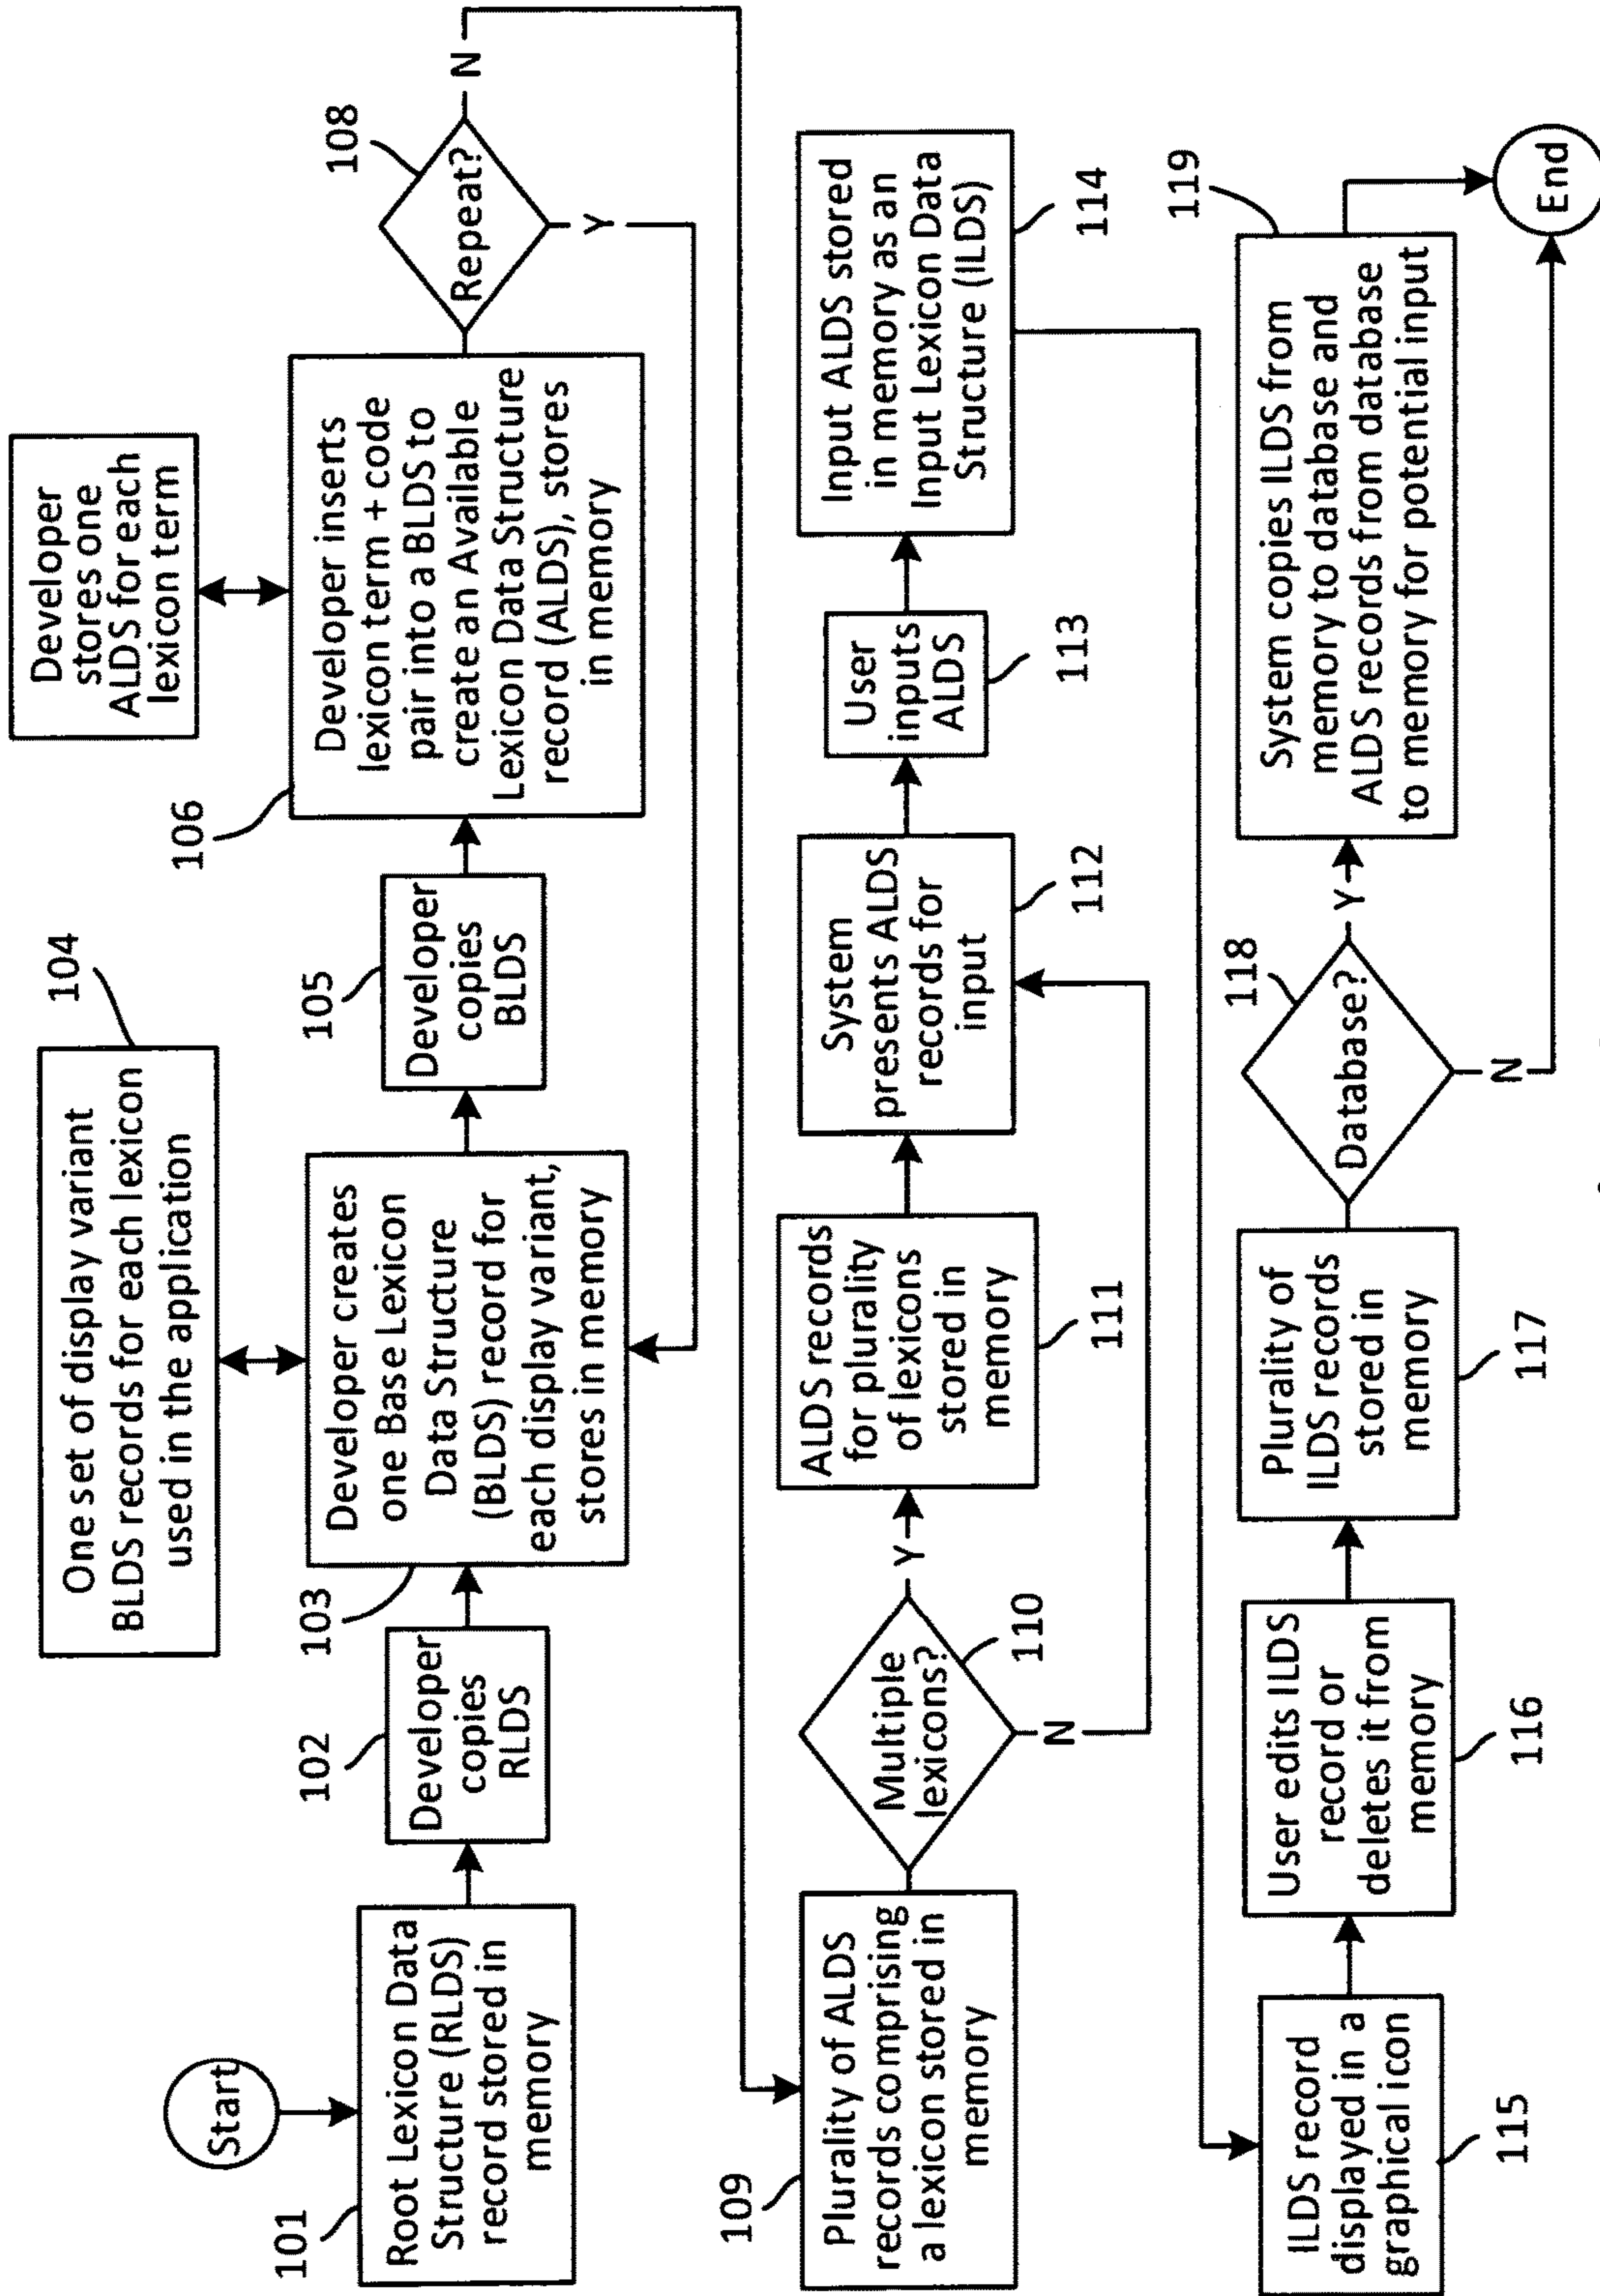 Start
101
Root Lexicon Data
Structure (RLDS)
record stored in
memory
102
Developer
copies
RLDS
103
Developer creates
one Base Lexicon
Data Structure
(BLDS) record for
each display variant,
stores in memory
104
One set of display variant
BLDS records for each lexicon
used in the application
105
Developer
copies
BLDS
106
Developer inserts
lexicon term + code
pair into a BLDS to
create an Available
Lexicon Data Structure
record (ALDS), stores
in memory
Developer
stores one
ALDS for each
lexicon term
108
Repeat?
N
Y
109
Plurality of ALDS
records comprising
a lexicon stored in
memory
Multiple
lexicons?
110
Y
N
ALDS records
for plurality
of lexicons
stored in
memory
111
System
presents ALDS
records for
input
112
User
inputs
ALDS
113
Input ALDS stored
in memory as an
Input Lexicon Data
Structure (ILDS)
114
ILDS record
displayed in a
graphical icon
115
User edits ILDS
record or
deletes it from
memory
116
Plurality of
ILDS records
stored in
memory
117
118
Database?
Y
N
119
System copies ILDS from
memory to database and
ALDS records from database
to memory for potential input
End